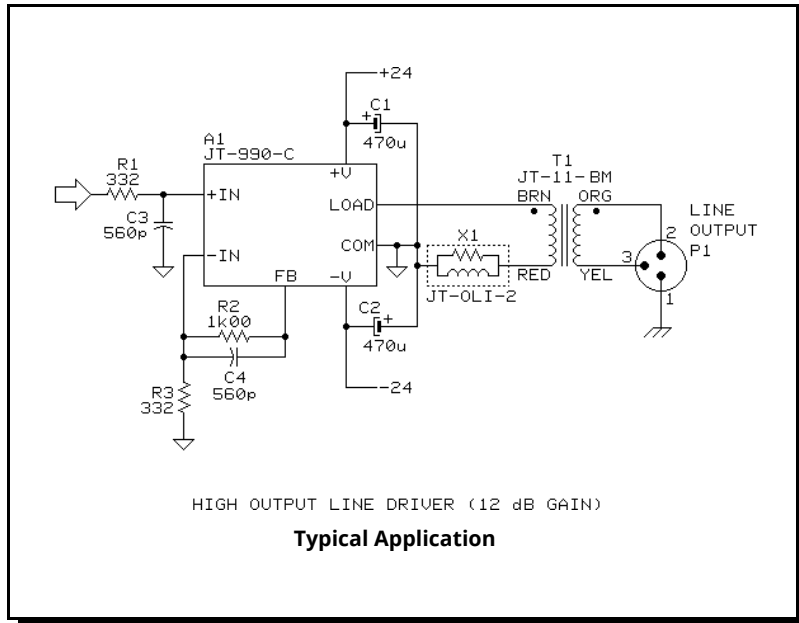 +24
C1
+
470u
A1
JT-990-C
+V
R1
332
+IN
C3
560p
LOAD
T1
JT-11-BM
BRN ORG
LINE
OUTPUT
P1
2
3
1
COM
-IN
X1
JT-OLI-2
RED YEL
FB
-V
R2
1k00
C2
+
470u
C4
560p
R3
332
-24
HIGH OUTPUT LINE DRIVER (12 dB GAIN)
Typical Application